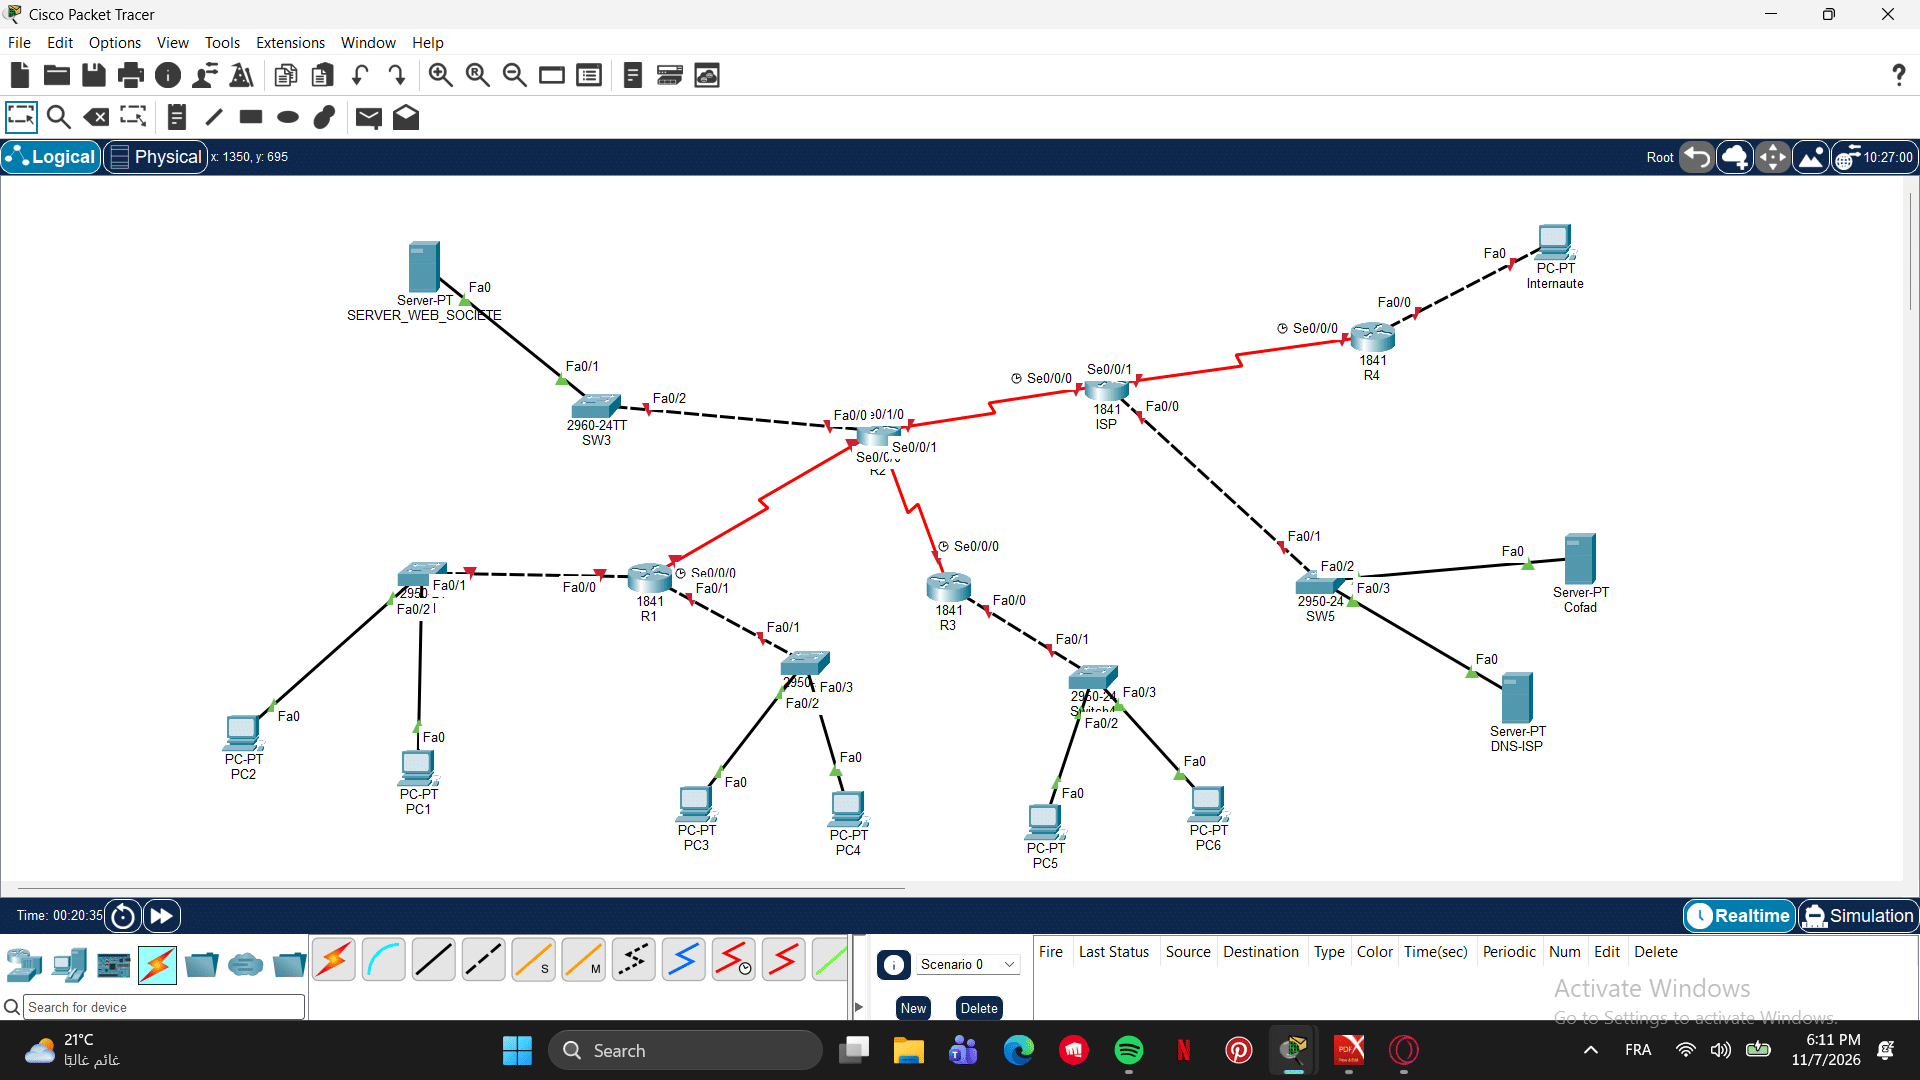 Cisco Packet Tracer
File Edit Options View Tools Extensions Window Help
Logical Physical x: 1350, y: 695 Root 10:27:00
Fa0
PC-PT
Internaute
Fa0
Server-PT
SERVER_WEB_SOCIETE
Fa0/0
Se0/0/0
1841
R4
Fa0/1
Se0/0/1
Se0/0/0
1841
ISP
Fa0/0
Fa0/2
2960-24TT
SW3
Fa0/0
Se0/0/1
R2
Fa0/1
Fa0/2
Fa0/3
2950-24
SW5
Fa0
Server-PT
Cofad
Se0/0/0
1841
R3
Fa0/0
Fa0/1
Fa0/2
Fa0/0
Se0/0/0
Fa0/1
1841
R1
Fa0/1
Fa0/3
Fa0/2
Fa0/1
Fa0/3
2950-24
Fa0/2
Fa0
Server-PT
DNS-ISP
Fa0
PC-PT
PC2
Fa0
PC-PT
PC1
Fa0
PC-PT
PC3
Fa0
PC-PT
PC4
Fa0
PC-PT
PC5
Fa0
PC-PT
PC6
Time: 00:20:35 Realtime Simulation
S M
Search for device
Scenario 0
New Delete
Fire Last Status Source Destination Type Color Time(sec) Periodic Num Edit Delete
Activate Windows
Go to Settings to activate Windows.
21°C
غائم غالبًا
Search
FRA
6:11 PM
11/7/2026